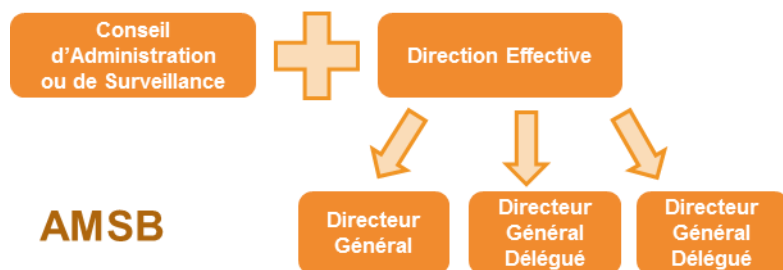 Conseil
d'Administration
ou de Surveillance
Direction Effective
AMSB
Directeur
Général
Directeur
Général
Délégué
Directeur
Général
Délégué